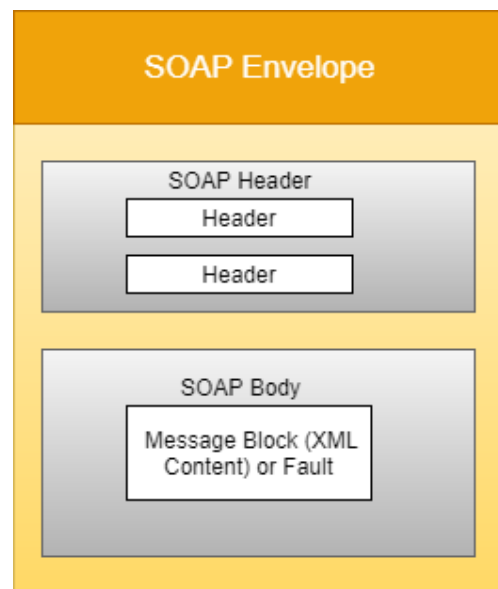 SOAP Envelope
SOAP Header
Header
Header
SOAP Body
Message Block (XML
Content) or Fault